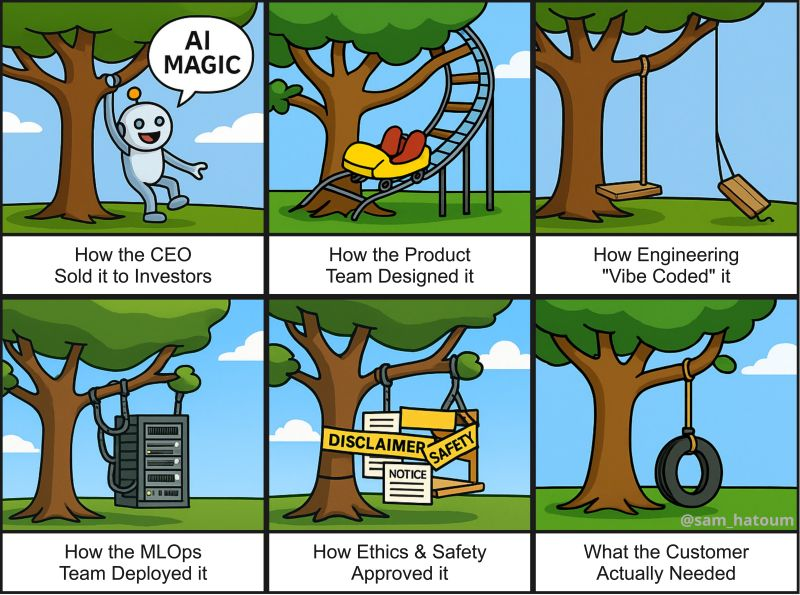 AI
MAGIC
How the CEO
Sold it to Investors
How the Product
Team Designed it
How Engineering
"Vibe Coded" it
How the MLOps
Team Deployed it
DISCLAIMER
SAFETY
NOTICE
How Ethics & Safety
Approved it
@sam_hatoum
What the Customer
Actually Needed